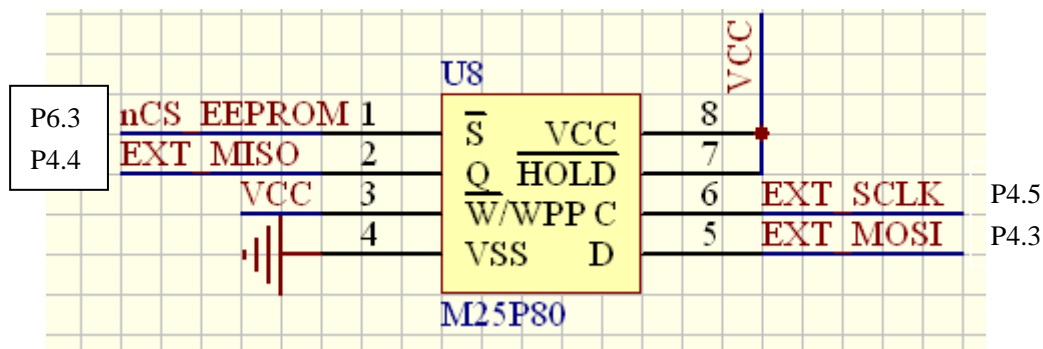 VCC
U8
P6.3 nCS_EEPROM 1 S VCC 8
P4.4 EXT_MISO 2 Q HOLD 7
VCC 3 W/WPP C 6 EXT_SCLK P4.5
4 VSS D 5 EXT_MOSI P4.3
M25P80